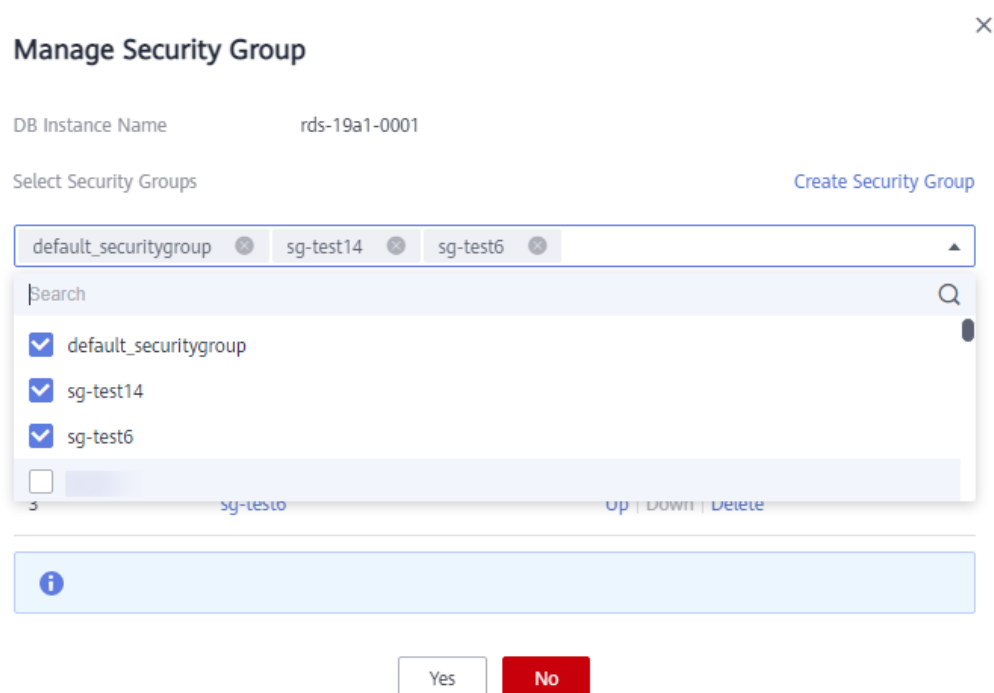 Manage Security Group
DB Instance Name rds-19a1-0001
Select Security Groups Create Security Group
default_securitygroup sg-test14 sg-test6
Search
default_securitygroup
sg-test14
sg-test6
3 sg-test6 Up | Down | Delete
Yes No